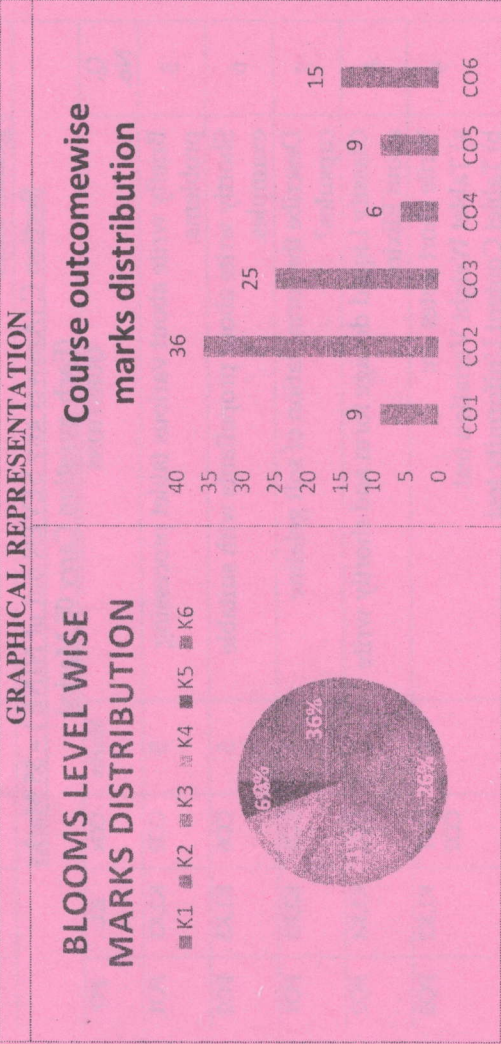 GRAPHICAL REPRESENTATION
BLOOMS LEVEL WISE
MARKS DISTRIBUTION
K1 K2 K3 K4 K5 K6
36%
26%
Course outcomewise
marks distribution
40
35
30
25
20
15
10
5
0
9
36
25
6
9
15
CO1 CO2 CO3 CO4 CO5 CO6